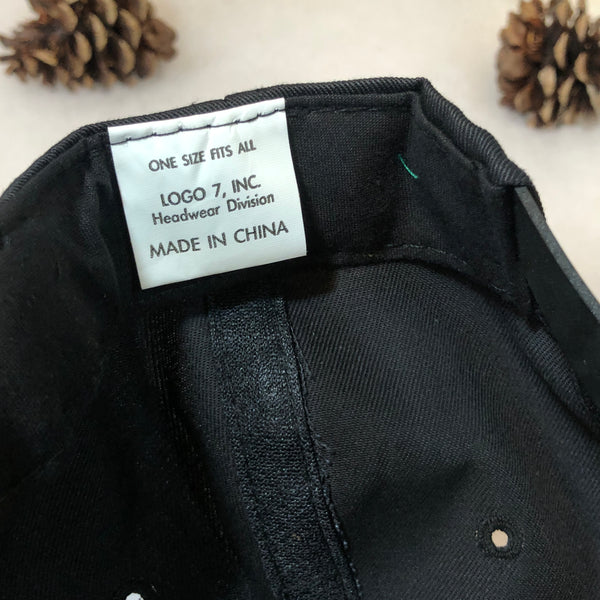 ONE SIZE FITS ALL
LOGO 7, INC.
Headwear Division
MADE IN CHINA